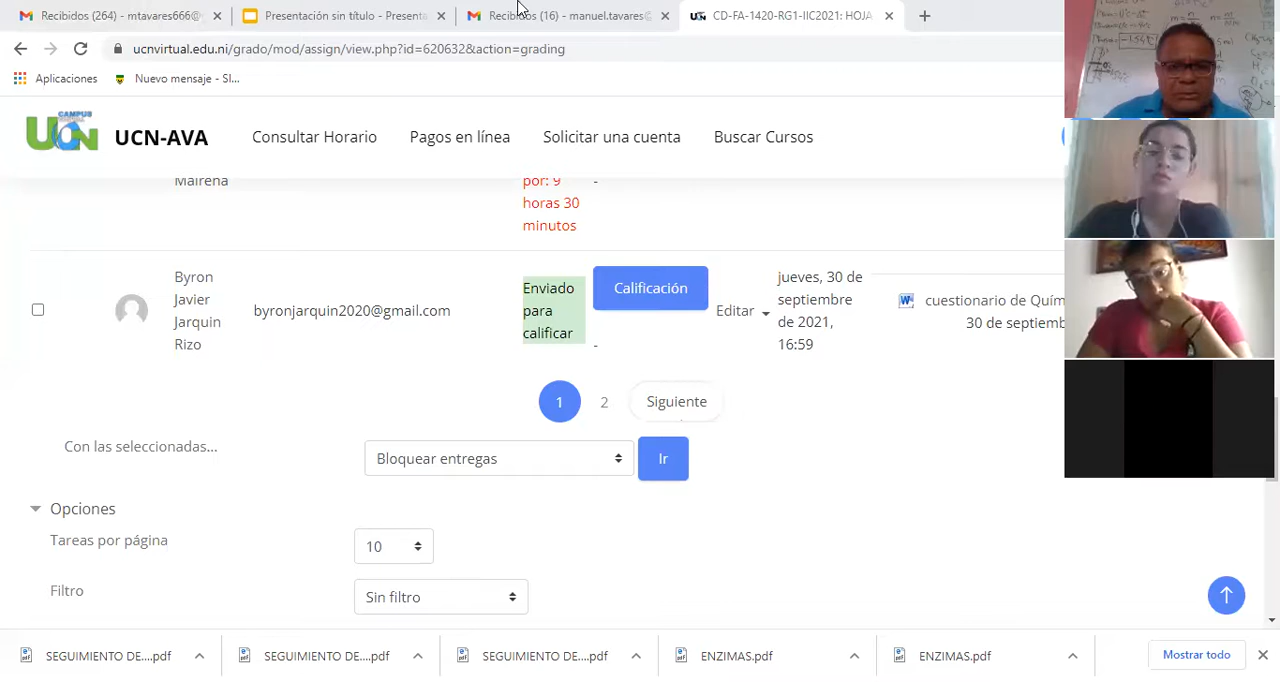 Recibidos (264) - mtavares666@
Presentación sin título - Presenta
Recibidos (16) - manuel.tavares@
CD-FA-1420-RG1-IIC2021: HOJA
ucnvirtual.edu.ni/grado/mod/assign/view.php?id=620632&action=grading
Aplicaciones
Nuevo mensaje - Sl...
CAMPUS
UCN
UCN-AVA
Consultar Horario
Pagos en línea
Solicitar una cuenta
Buscar Cursos
Mairena
por: 9
horas 30
minutos
-
Byron
Javier
Jarquin
Rizo
byronjarquin2020@gmail.com
Enviado
para
calificar
Calificación
-
Editar
jueves, 30 de
septiembre
de 2021,
16:59
cuestionario de Quím
30 de septiemb
1
2
Siguiente
Con las seleccionadas...
Bloquear entregas
Ir
Opciones
Tareas por página
10
Filtro
Sin filtro
SEGUIMIENTO DE....pdf
SEGUIMIENTO DE....pdf
SEGUIMIENTO DE....pdf
ENZIMAS.pdf
ENZIMAS.pdf
Mostrar todo